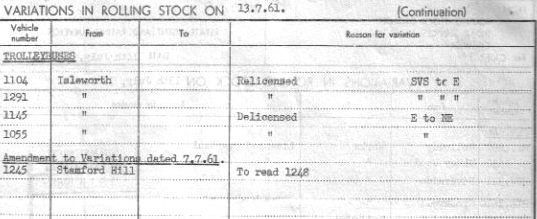 VARIATIONS IN ROLLING STOCK ON 13.7.61. (Continuation)
Vehicle number From To Reason for variation
TROLLEYBUSES
1104 Isleworth Relicensed SVS to E
1291 " " " " "
1145 " Delicensed E to NE
1055 " " "
Amendment to Variations dated 7.7.61.
1245 Stamford Hill To read 1248